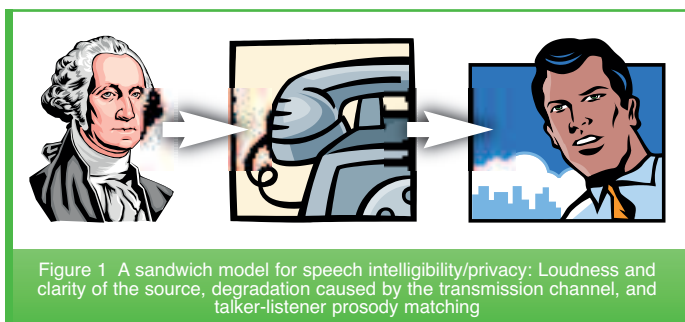 Figure 1 A sandwich model for speech intelligibility/privacy: Loudness and
clarity of the source, degradation caused by the transmission channel, and
talker-listener prosody matching